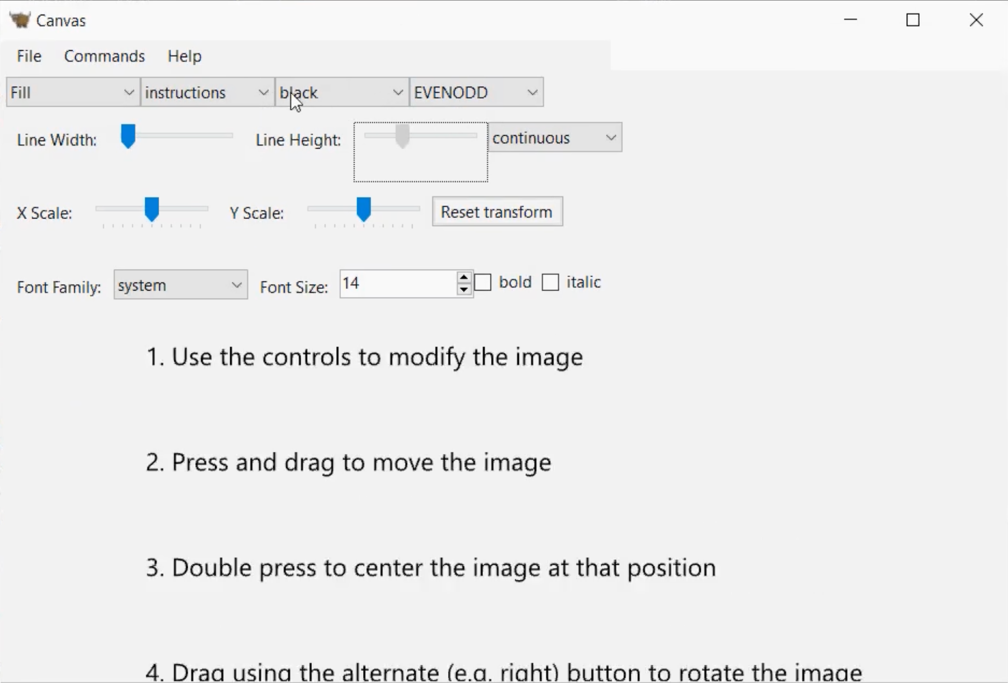 Canvas
File Commands Help
Fill instructions black EVENODD
Line Width: Line Height: continuous
X Scale: Y Scale: Reset transform
Font Family: system Font Size: 14 bold italic
1. Use the controls to modify the image
2. Press and drag to move the image
3. Double press to center the image at that position
4. Drag using the alternate (e.g. right) button to rotate the image